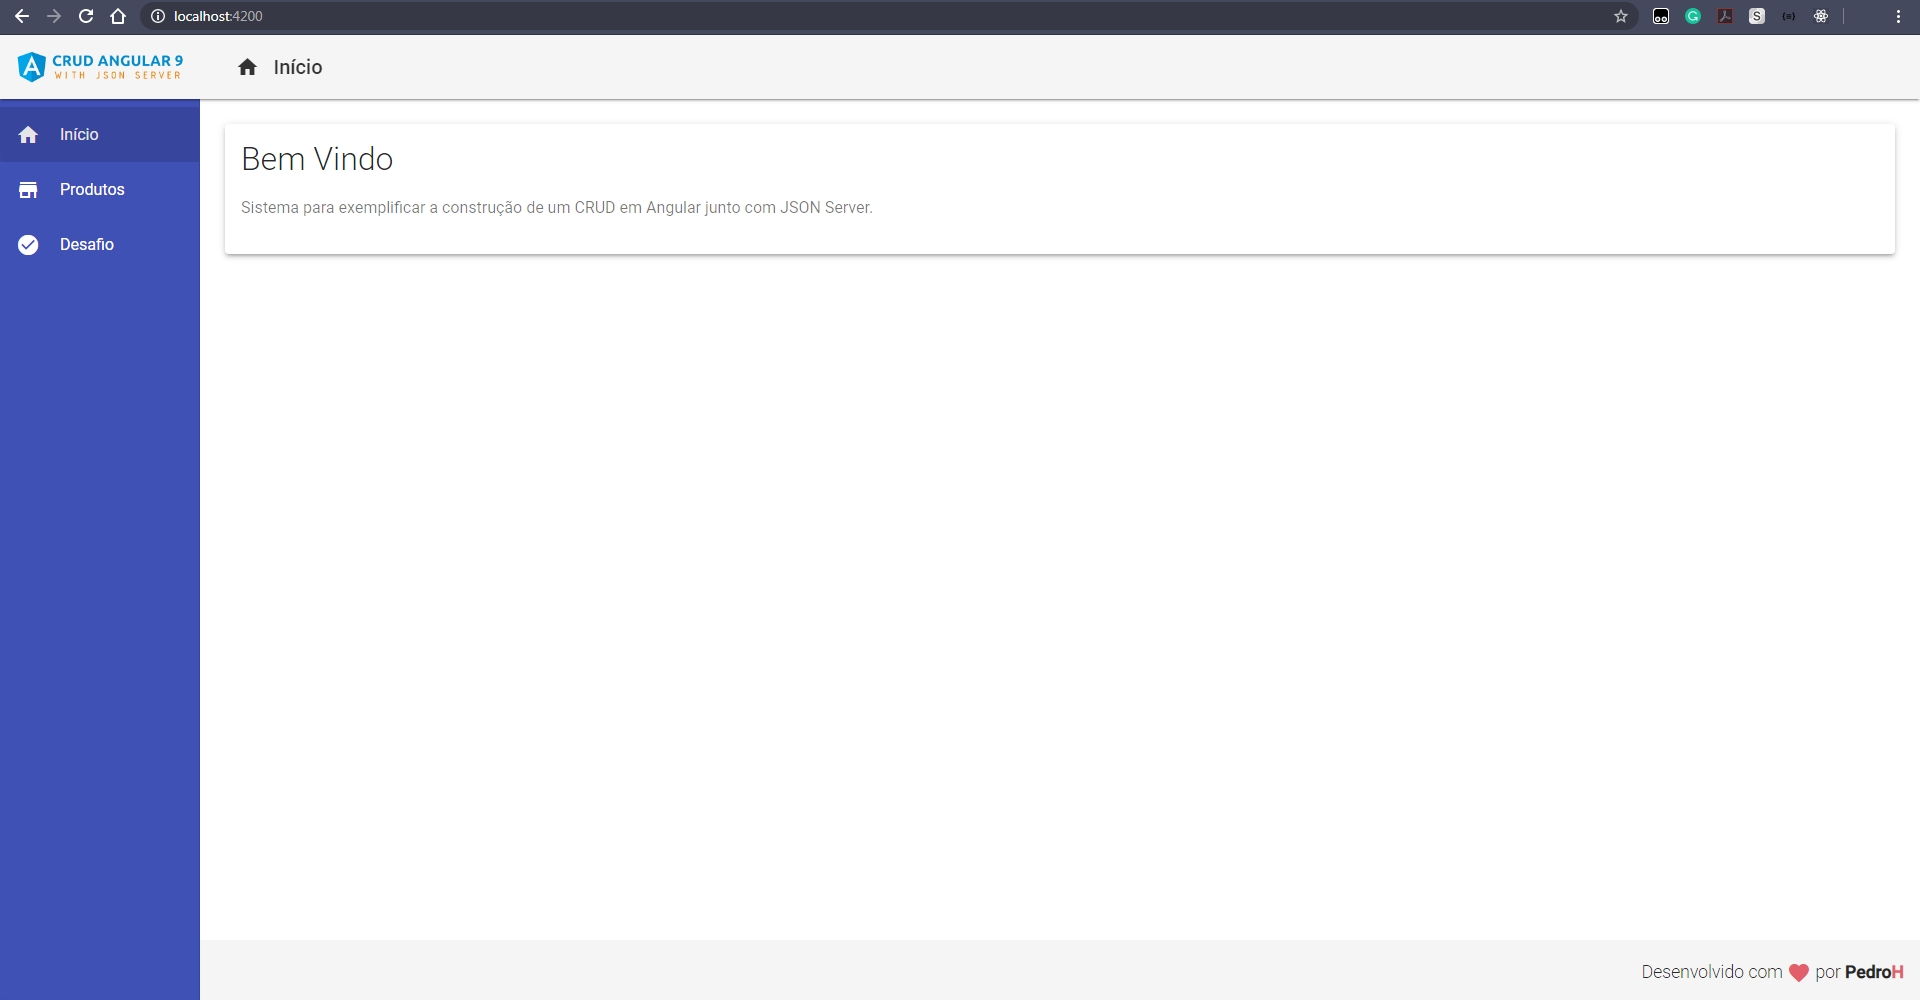 localhost:4200
CRUD ANGULAR 9
WITH JSON SERVER
Início
Início
Produtos
Desafio
Bem Vindo
Sistema para exemplificar a construção de um CRUD em Angular junto com JSON Server.
Desenvolvido com por PedroH